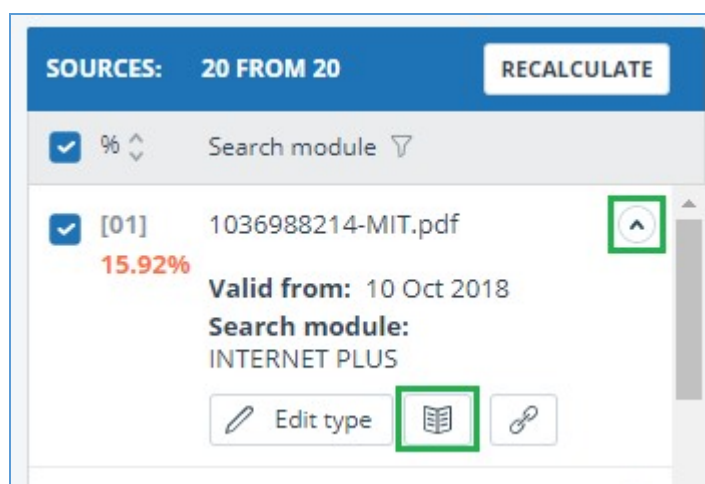 SOURCES: 20 FROM 20 RECALCULATE
% Search module
[01] 1036988214-MIT.pdf
15.92%
Valid from: 10 Oct 2018
Search module:
INTERNET PLUS
Edit type